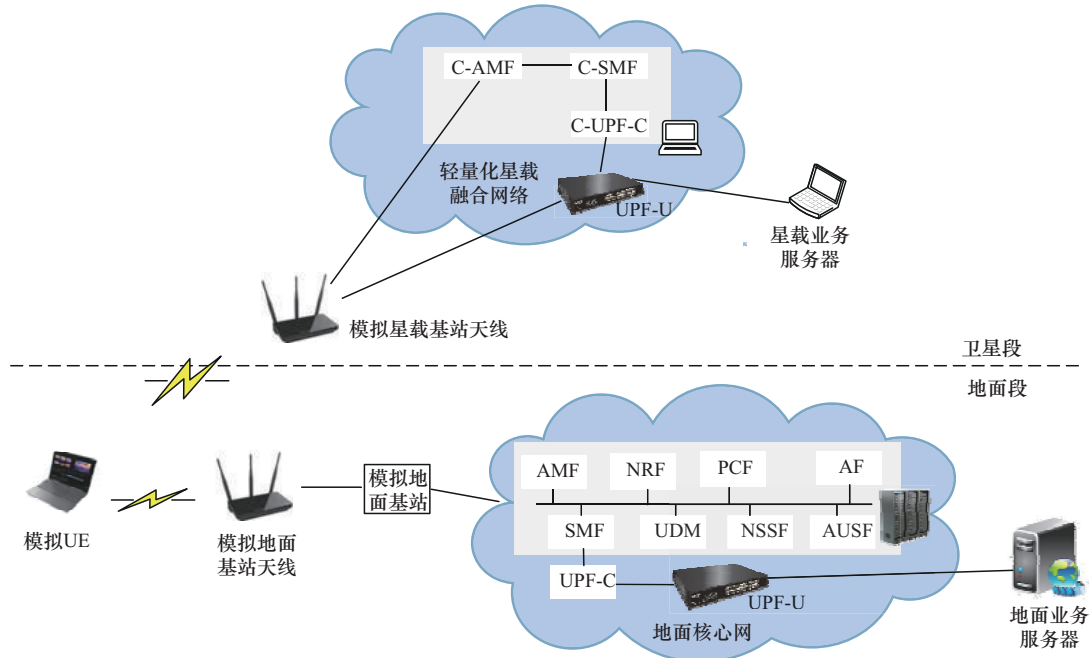 C-AMF
C-SMF
C-UPF-C
轻量化星载
融合网络
UPF-U
星载业务
服务器
模拟星载基站天线
卫星段
地面段
AMF
NRF
PCF
AF
模拟地
面基站
SMF
UDM
NSSF
AUSF
模拟UE
模拟地面
基站天线
UPF-C
UPF-U
地面核心网
地面业务
服务器